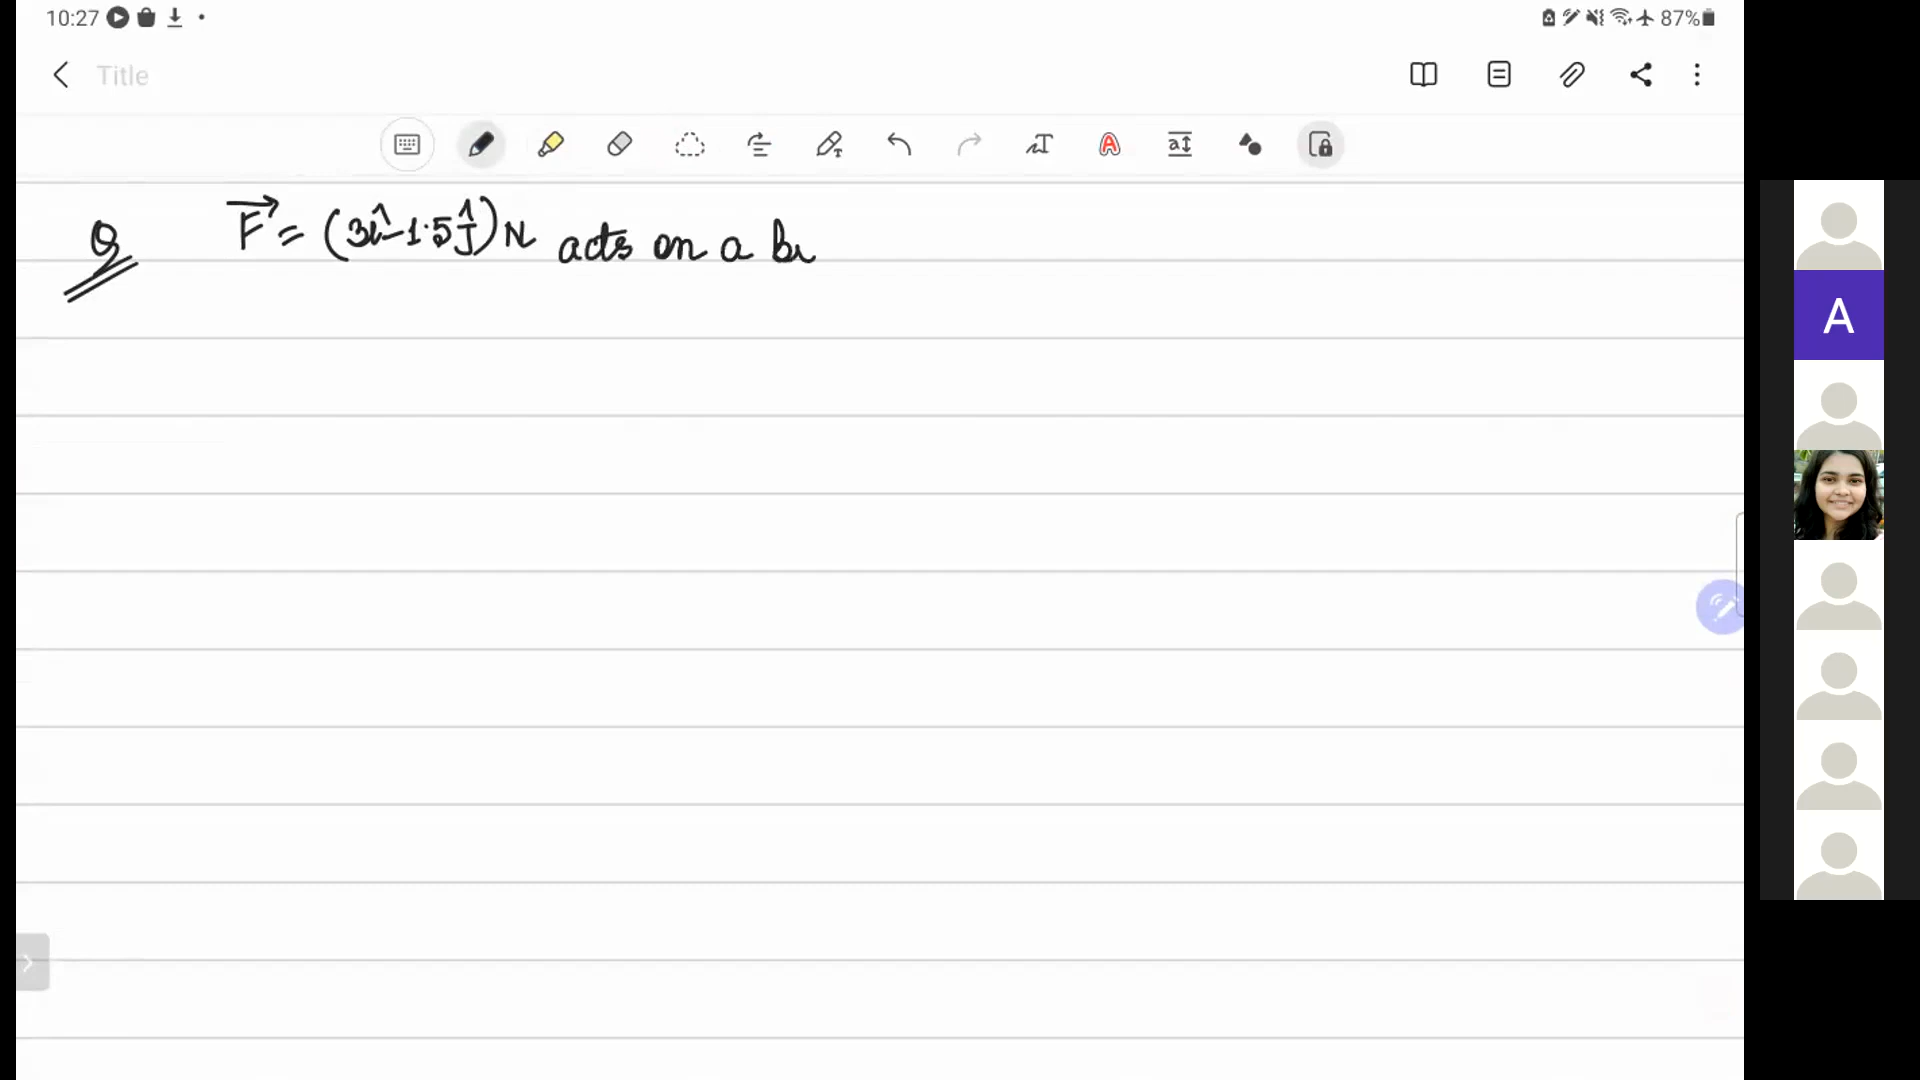 10:27
87%
Title
Q F⃗ = (3î-1.5ĵ)N acts on a
A